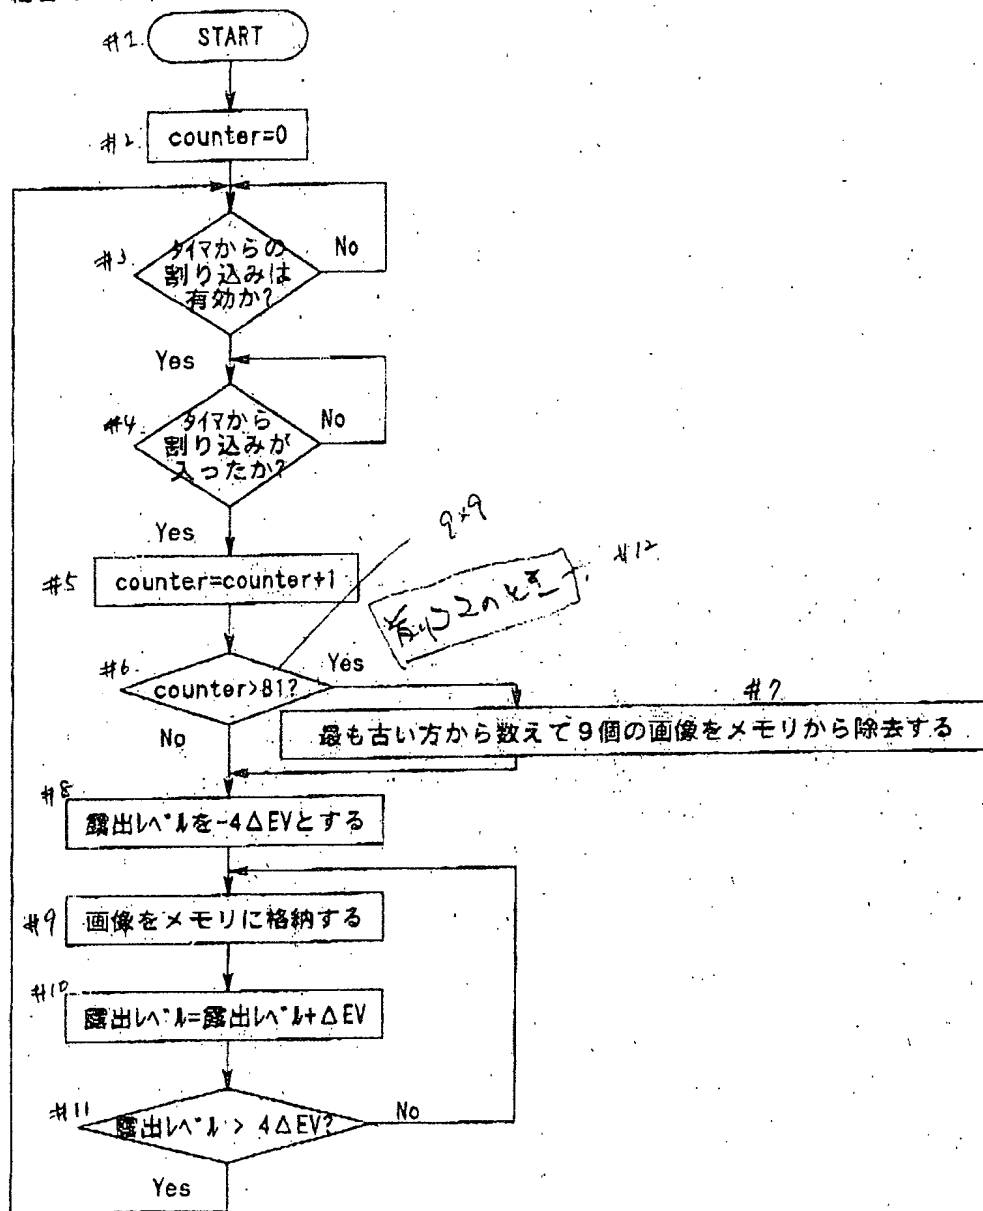 #1. START
#2. counter=0
#3. タイマからの
割り込みは
有効か?
No
Yes
#4. タイマから
割り込みが
入ったか?
No
Yes
9×9
#5 counter=counter+1
#12
#6. counter>81?
Yes
No
#7
最も古い方から数えて9個の画像をメモリから除去する
#8
露出レベルを-4ΔEVとする
#9 画像をメモリに格納する
#10
露出レベル=露出レベル+ΔEV
#11 露出レベル > 4ΔEV?
No
Yes